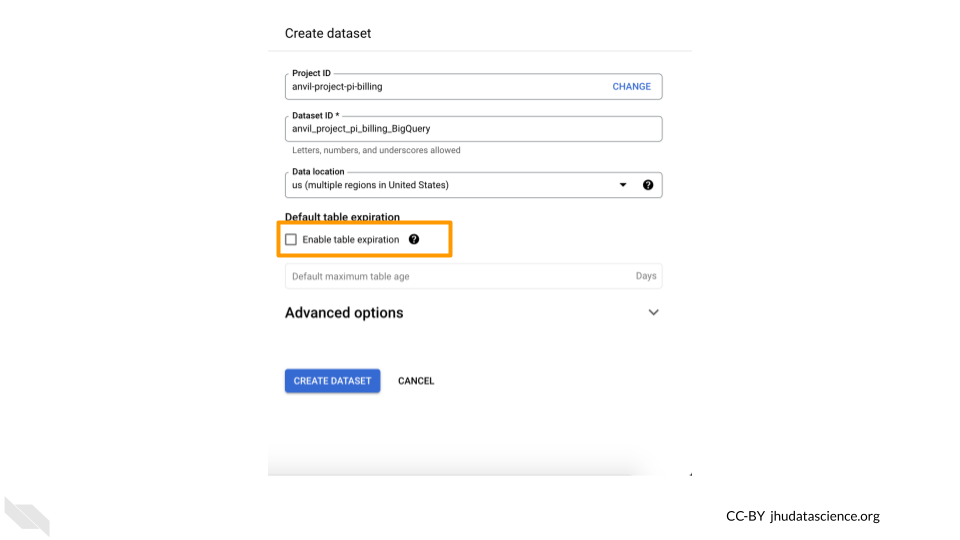 Create dataset
Project ID
anvil-project-pi-billing
CHANGE
Dataset ID *
anvil_project_pi_billing_BigQuery
Letters, numbers, and underscores allowed
Data location
us (multiple regions in United States)
Default table expiration
Enable table expiration
Default maximum table age
Days
Advanced options
CREATE DATASET
CANCEL
CC-BY jhudatascience.org